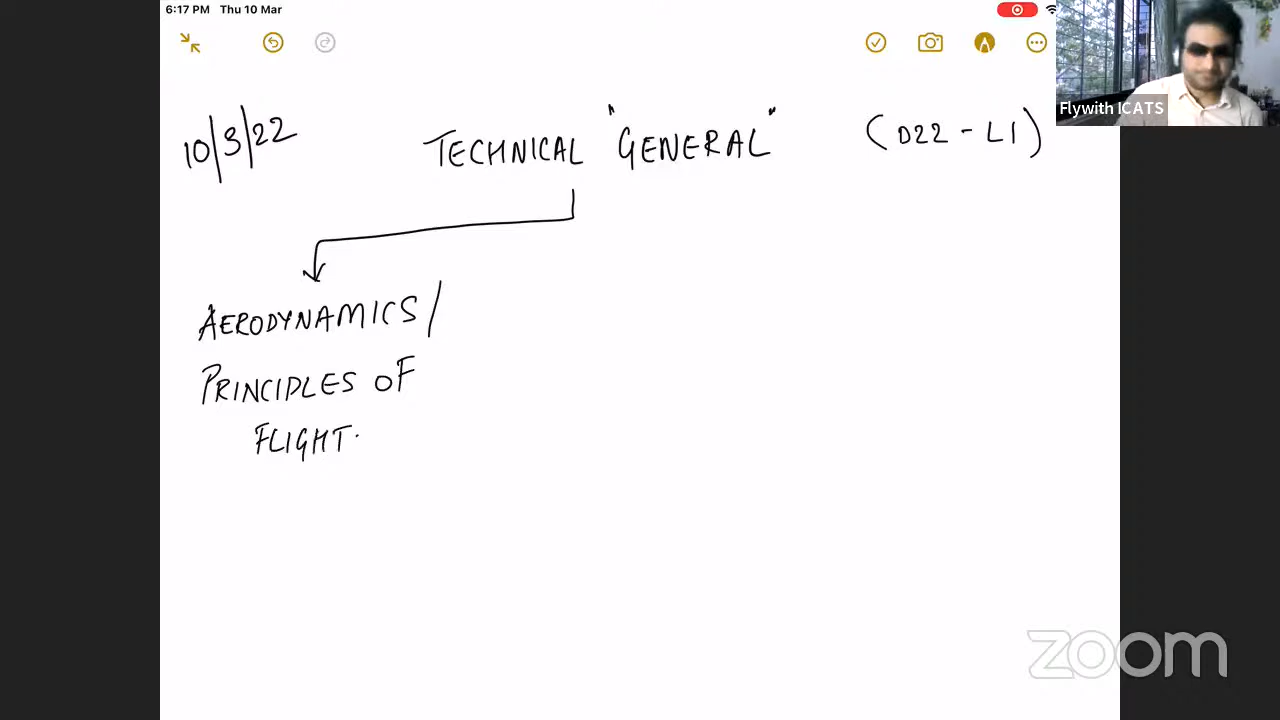 6:17 PM Thu 10 Mar
Flywith ICATS
10/3/22 TECHNICAL "GENERAL" (D22 - L1)
AERODYNAMICS/
PRINCIPLES OF
FLIGHT.
zoom